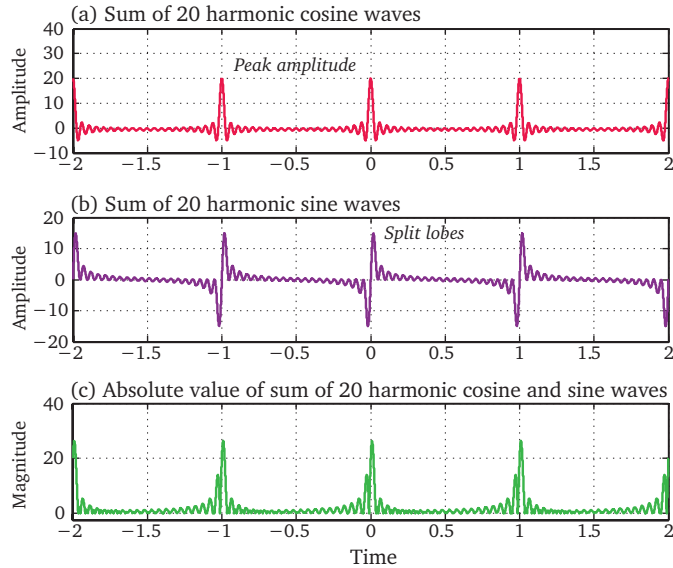 (a) Sum of 20 harmonic cosine waves
40
30
20
10
0
−10
Amplitude
Peak amplitude
−2 −1 −0.5 −1 0 0.5 1 1.5 2
(b) Sum of 20 harmonic sine waves
20
10
0
−10
−20
Amplitude
Split lobes
−2 −1 −1 −0.5 0 0.5 1 1.5 2
(c) Absolute value of sum of 20 harmonic cosine and sine waves
40
20
0
Magnitude
−2 −1 −1 −0.5 0 0.5 1 1.5 2
Time